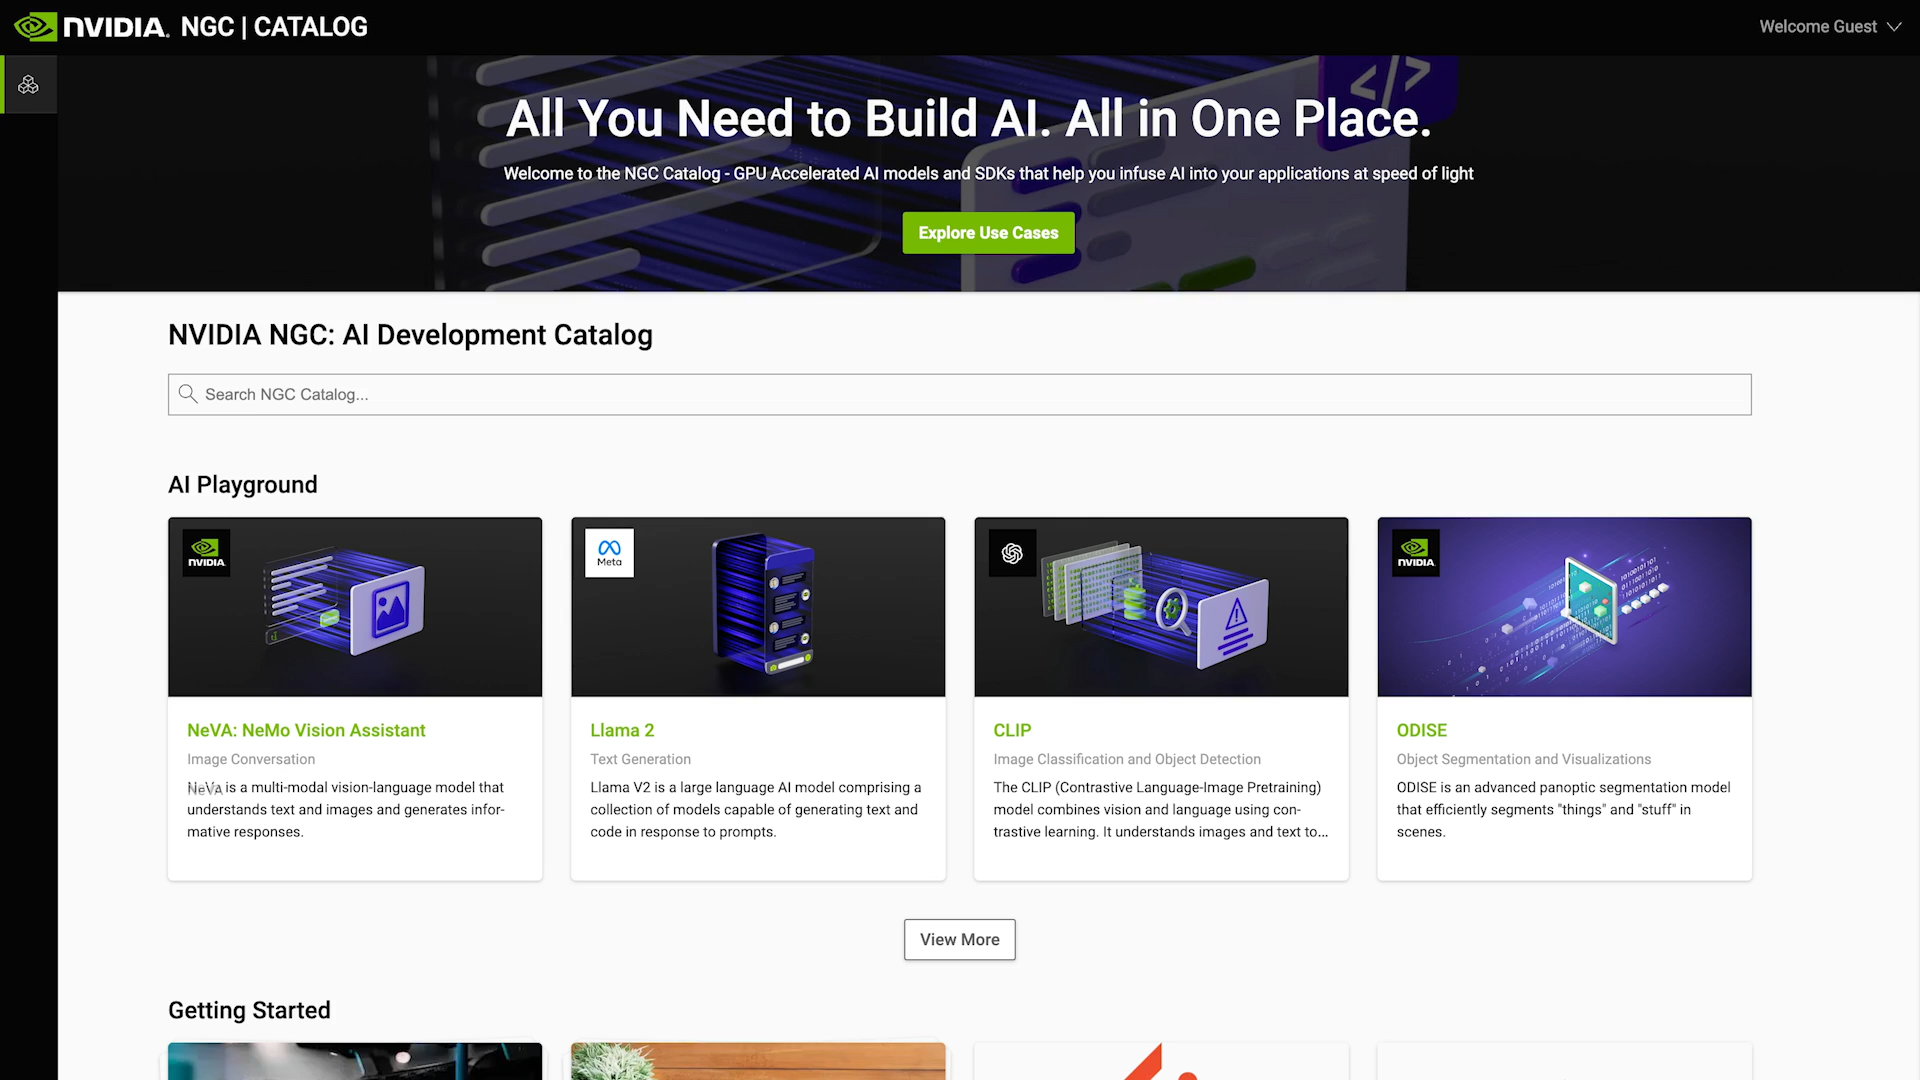 NVIDIA. NGC | CATALOG
Welcome Guest
All You Need to Build AI. All in One Place.
Welcome to the NGC Catalog - GPU Accelerated AI models and SDKs that help you infuse AI into your applications at speed of light
Explore Use Cases
NVIDIA NGC: AI Development Catalog
Search NGC Catalog...
AI Playground
NVIDIA.
NeVA: NeMo Vision Assistant
Image Conversation
NeVa is a multi-modal vision-language model that
understands text and images and generates infor-
mative responses.
Meta
Llama 2
Text Generation
Llama V2 is a large language AI model comprising a
collection of models capable of generating text and
code in response to prompts.
CLIP
Image Classification and Object Detection
The CLIP (Contrastive Language-Image Pretraining)
model combines vision and language using con-
trastive learning. It understands images and text to...
NVIDIA.
ODISE
Object Segmentation and Visualizations
ODISE is an advanced panoptic segmentation model
that efficiently segments "things" and "stuff" in
scenes.
View More
Getting Started